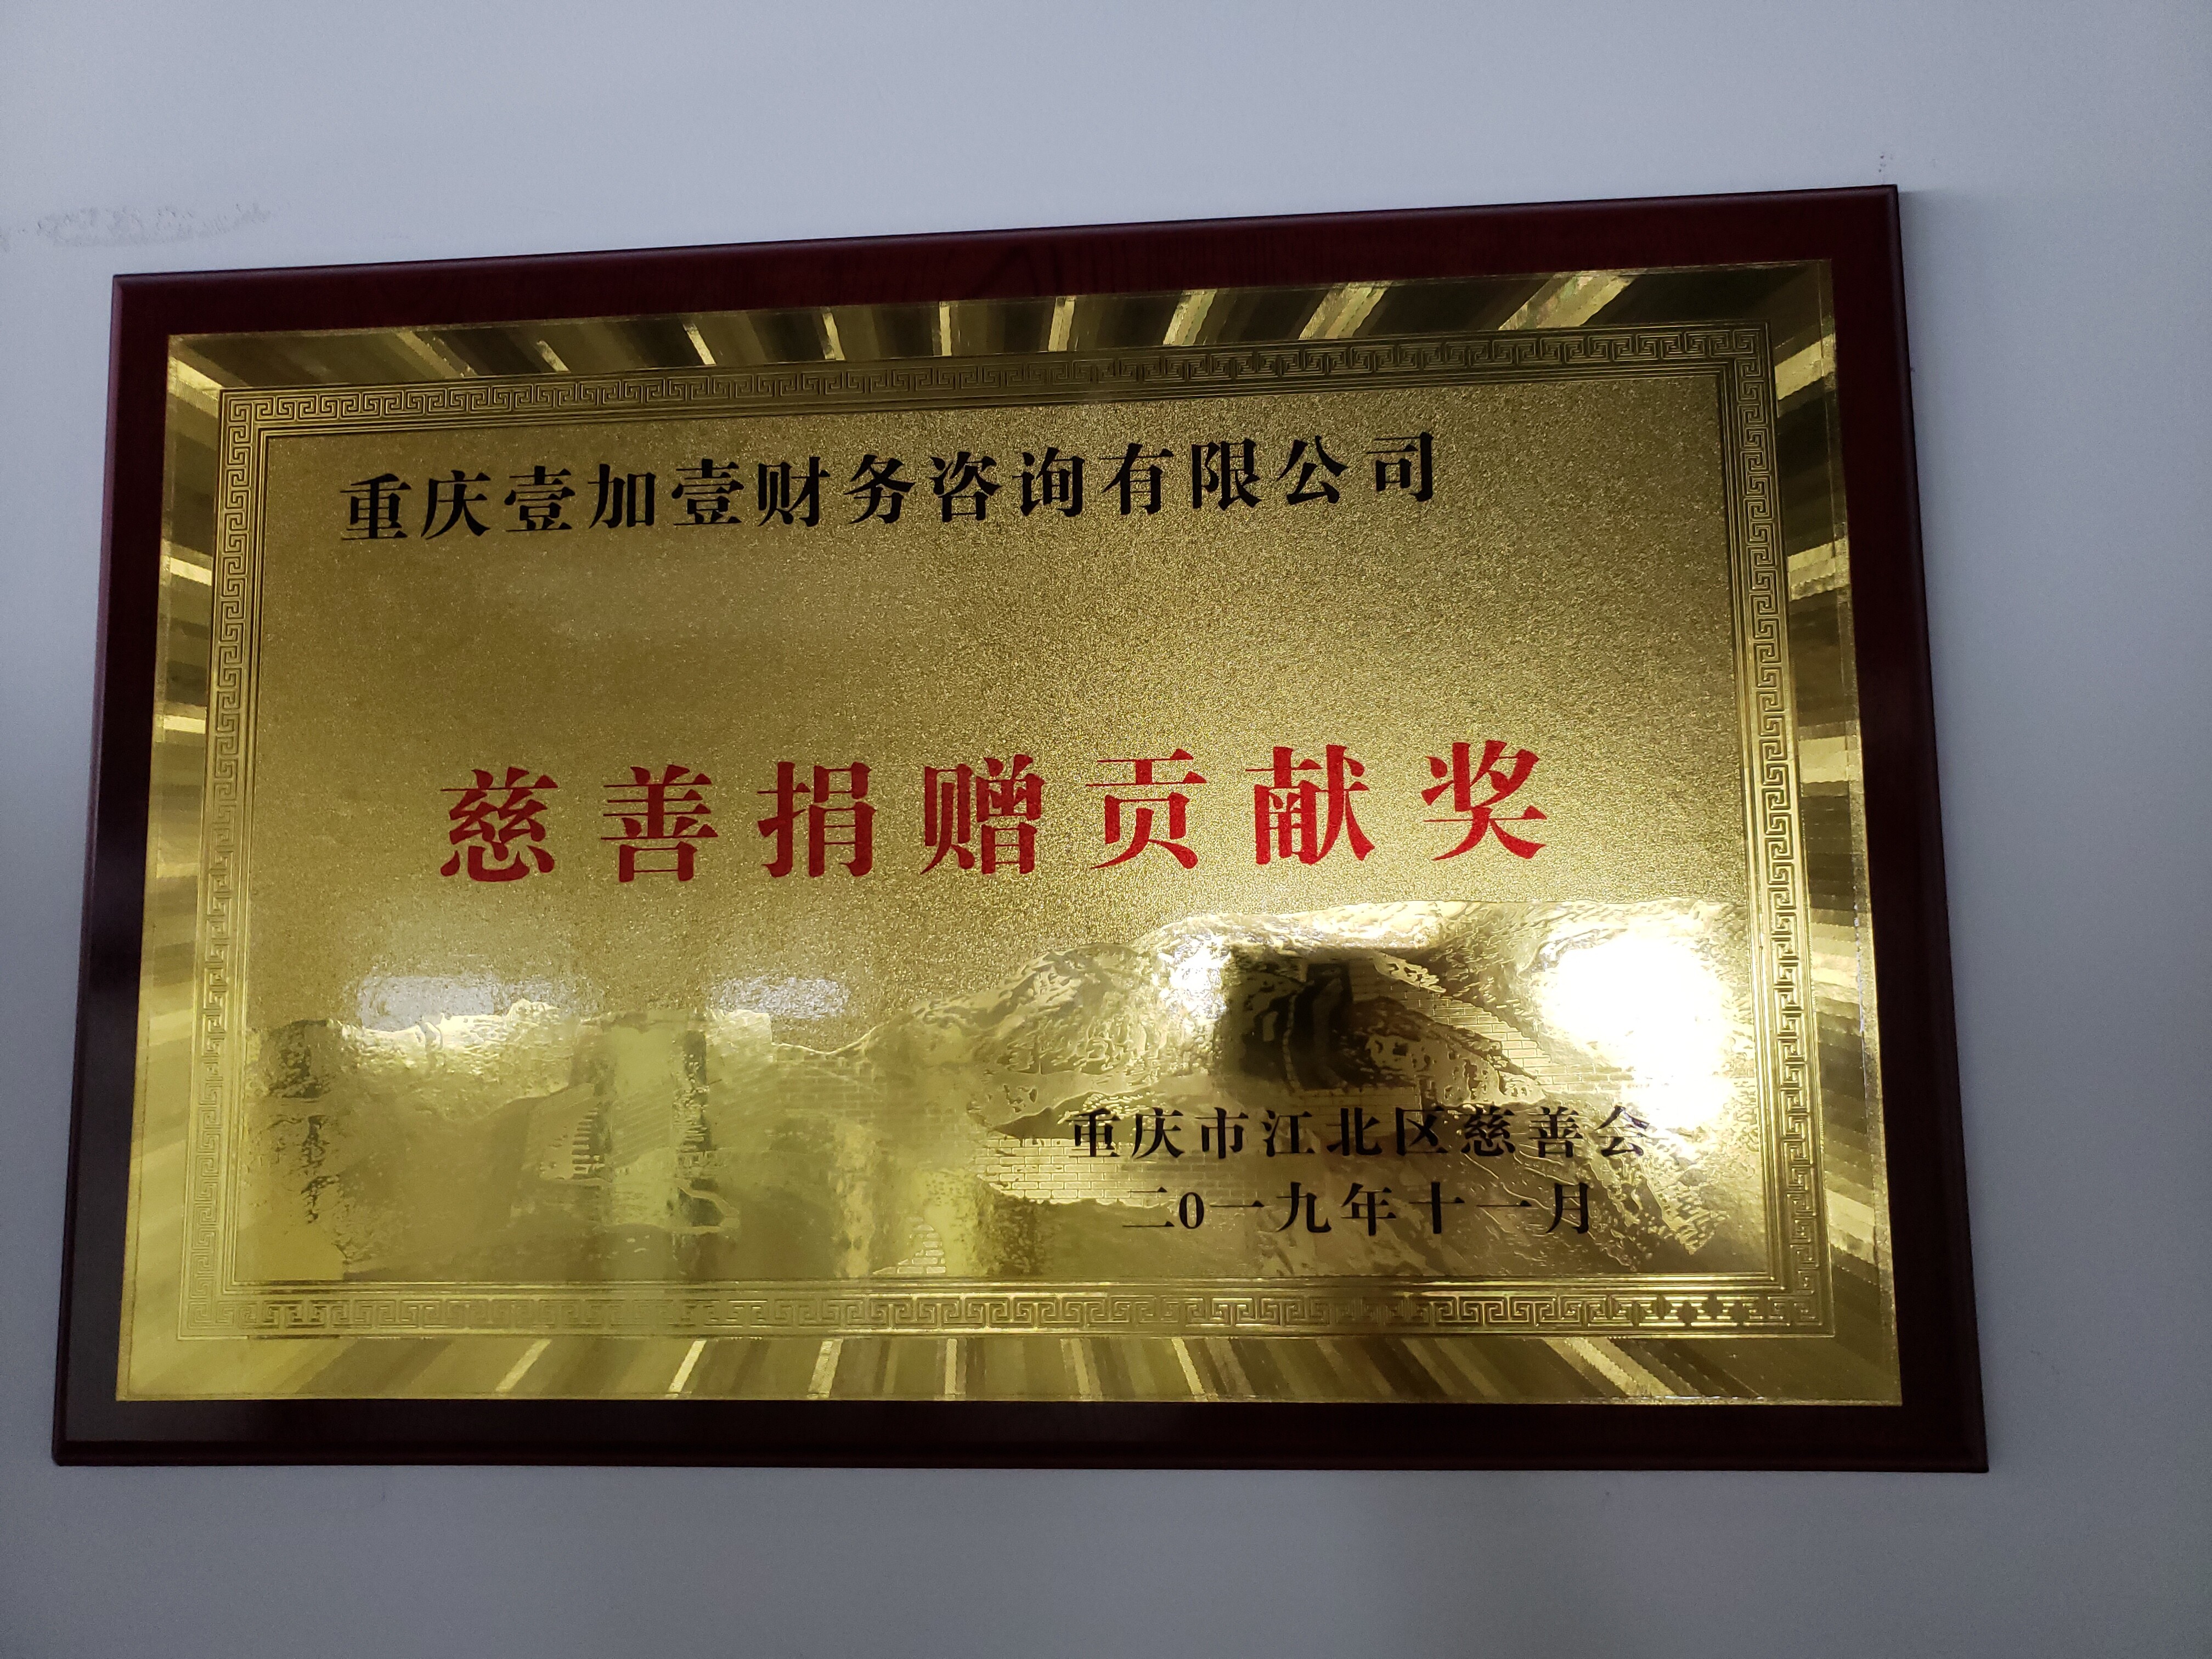 重庆壹加壹财务咨询有限公司
慈善捐赠贡献奖
重庆市江北区慈善会
二0一九年十一月